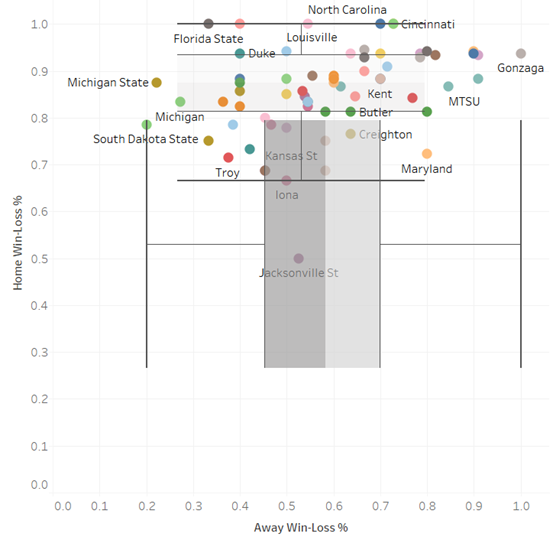 North Carolina
1.0
Cincinnati
Florida State
Louisville
Duke
Gonzaga
0.9
Michigan State
Kent
MTSU
Michigan
Butler
0.8
South Dakota State
Creighton
Kansas St
0.7
Troy
Maryland
Iona
0.6
0.5
Jacksonville St
0.4
0.3
0.2
0.1
0.0
Home Win-Loss %
0.0 0.1 0.2 0.3 0.4 0.5 0.6 0.7 0.8 0.9 1.0
Away Win-Loss %